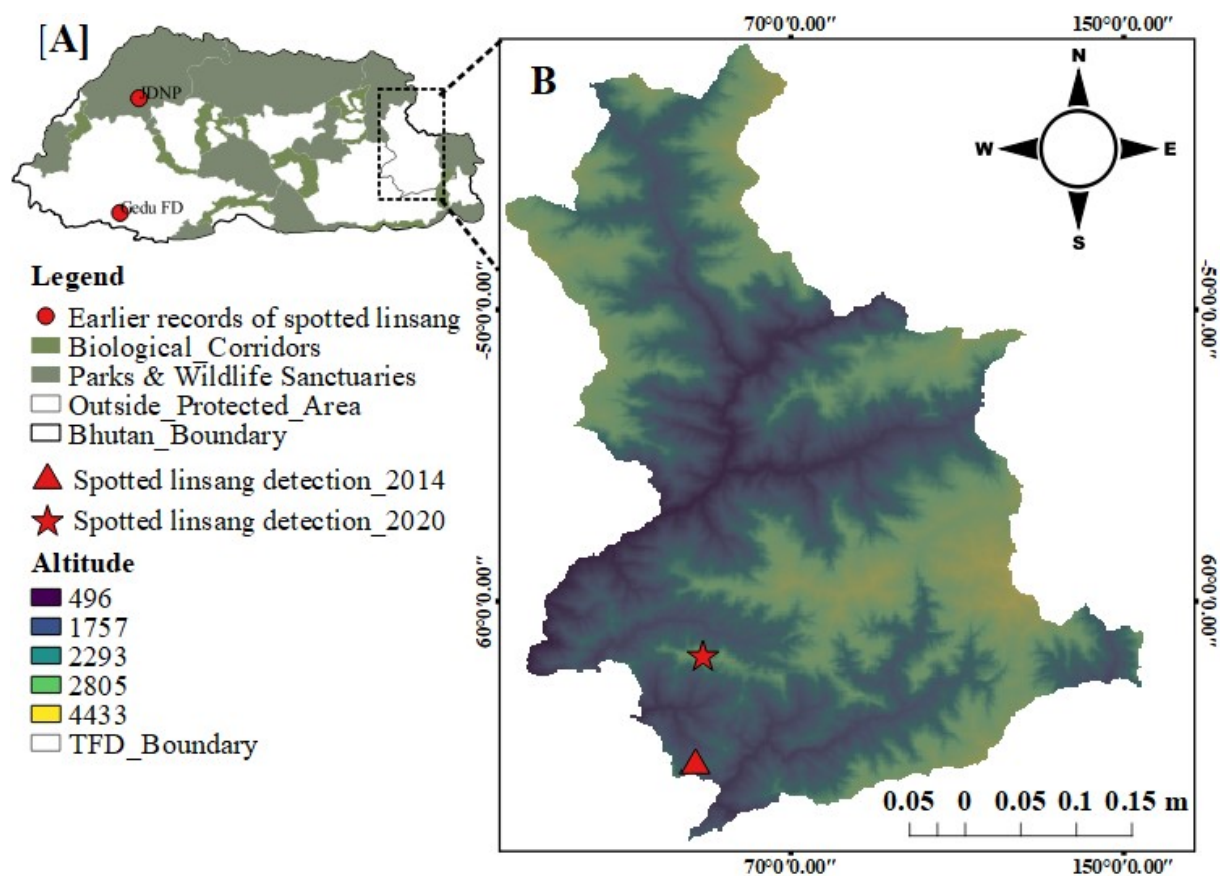 [A]
JDNP
Gedu FD
Legend
Earlier records of spotted linsang
Biological_Corridors
Parks & Wildlife Sanctuaries
Outside_Protected_Area
Bhutan_Boundary
Spotted linsang detection_2014
Spotted linsang detection_2020
Altitude
496
1757
2293
2805
4433
TFD_Boundary
70°0'0.00"
150°0'0.00"
B
N
W
E
S
-50°0'0.00"
-50°0'0.00"
60°0'0.00"
60°0'0.00"
0.05 0 0.05 0.1 0.15 m
70°0'0.00"
150°0'0.00"